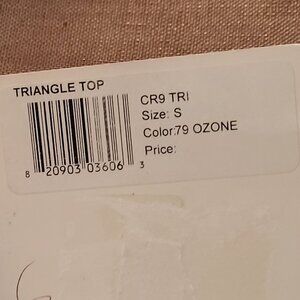 TRIANGLE TOP
CR9 TRI
Size: S
Color:79 OZONE
Price:
8 20903 03606 3